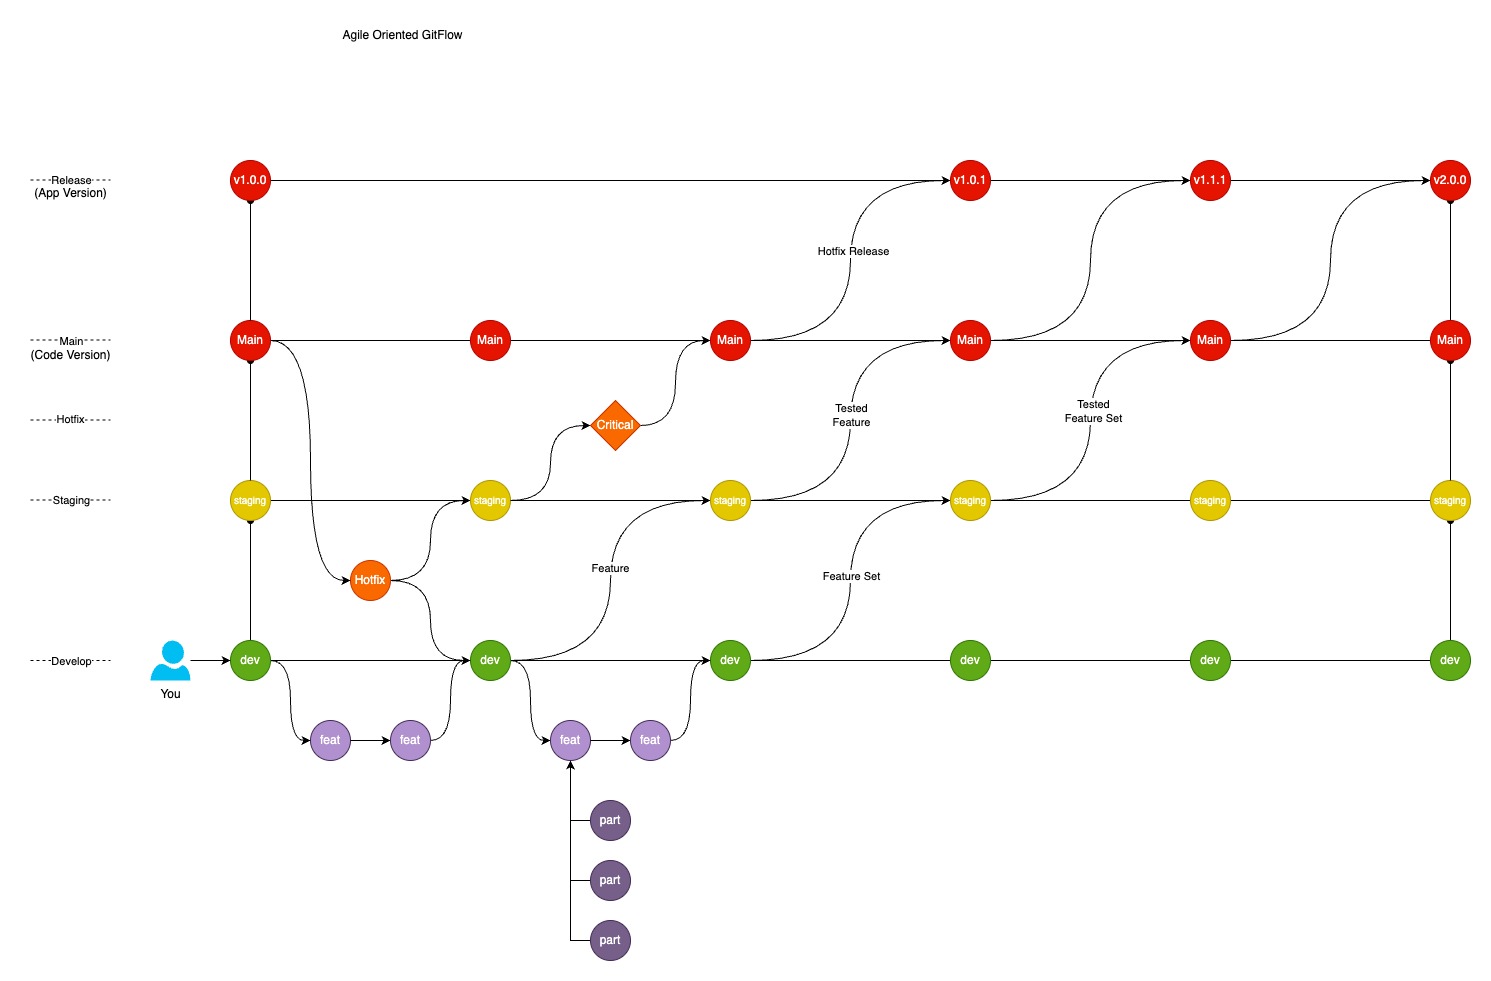 Agile Oriented GitFlow
Release
(App Version)
v1.0.0
v1.0.1
v1.1.1
v2.0.0
Hotfix Release
Main
(Code Version)
Main
Main
Main
Main
Main
Main
Hotfix
Critical
Tested
Feature
Tested
Feature Set
Staging
staging
staging
staging
staging
staging
staging
Hotfix
Feature
Feature Set
Develop
You
dev
dev
dev
dev
dev
dev
feat
feat
feat
feat
part
part
part